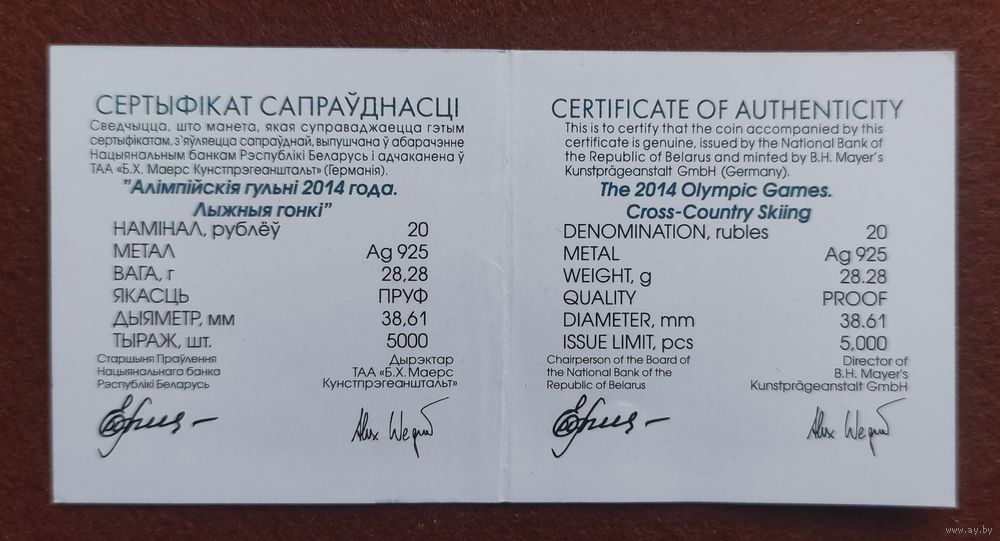 СЕРТЫФІКАТ САПРАЎДНАСЦІ
Сведчыцца, што манета, якая суправаджаецца гэтым
сертыфікатам, з'яўляецца сапраўднай, выпушчана ў абарачэнне
Нацыянальным банкам Рэспублікі Беларусь і адчаканена ў
ТАА «Б.Х. Маерс Кунстпрэгеанштальт» (Германія).
"Алімпійскія гульні 2014 года.
Лыжныя гонкі"
НАМІНАЛ, рублёў 20
МЕТАЛ Ag 925
ВАГА, г 28,28
ЯКАСЦЬ ПРУФ
ДЫЯМЕТР, мм 38,61
ТЫРАЖ, шт. 5000
Старшыня Праўлення
Нацыянальнага банка
Рэспублікі Беларусь
Дырэктар
ТАА «Б.Х. Маерс
Кунстпрэгеанштальт»
Alex Wegner
CERTIFICATE OF AUTHENTICITY
This is to certify that the coin accompanied by this
certificate is genuine, issued by the National Bank of
the Republic of Belarus and minted by B.H. Mayer's
Kunstprägeanstalt GmbH (Germany).
The 2014 Olympic Games.
Cross-Country Skiing
DENOMINATION, rubles 20
METAL Ag 925
WEIGHT, g 28.28
QUALITY PROOF
DIAMETER, mm 38.61
ISSUE LIMIT, pcs 5,000
Chairperson of the Board of
the National Bank of the
Republic of Belarus
Director of
B.H. Mayer's
Kunstprägeanstalt GmbH
Alex Wegner
www.ay.by